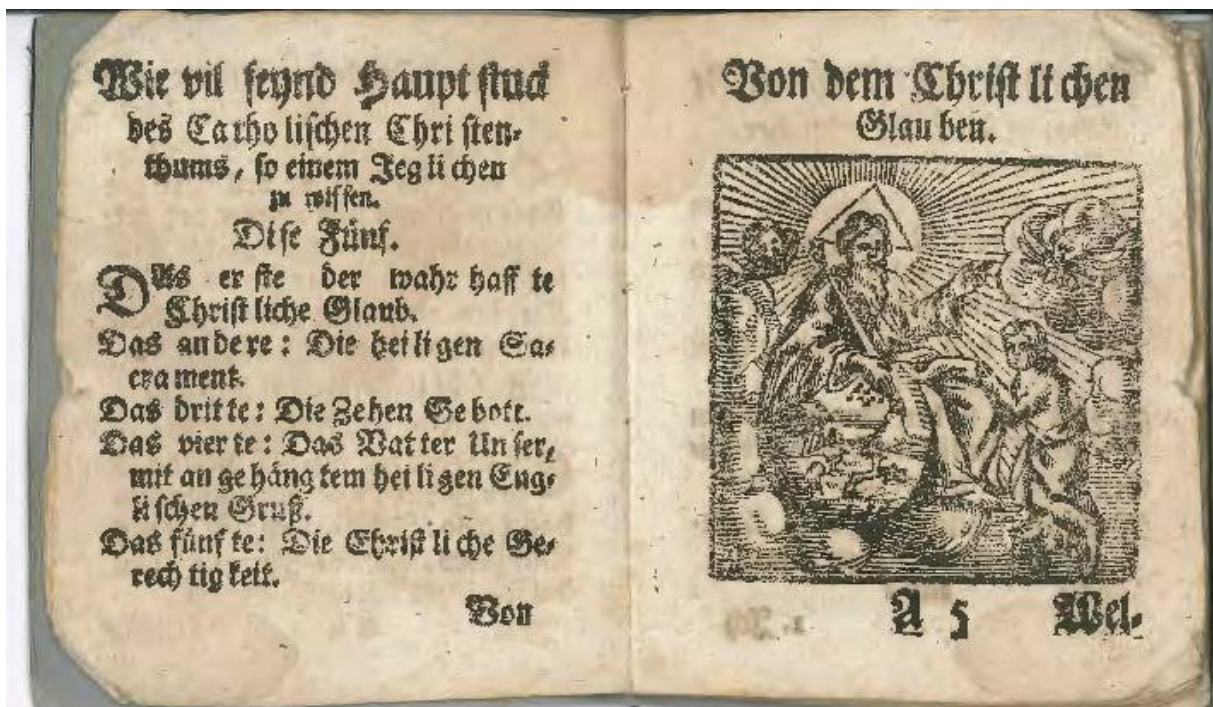 Wie vil seynd Haupt stuck
des Catho lischen Chri sten-
thums, so einem Jeg li chen
zu wis sen.
Dise Fünf.
DAs er ste der wahr haff te
Christ liche Glaub.
Das an de re: Die hei li gen Sa-
cra ment.
Das drit te: Die Zehen Ge bott.
Das vier te: Das Vat ter Un ser,
mit an ge häng tem hei li gen Eng-
li schen Gruß.
Das fünf te: Die Christ li che Ge-
rech tig keit.
Von
Von dem Christ li chen
Glau ben.
A 5 Wel-